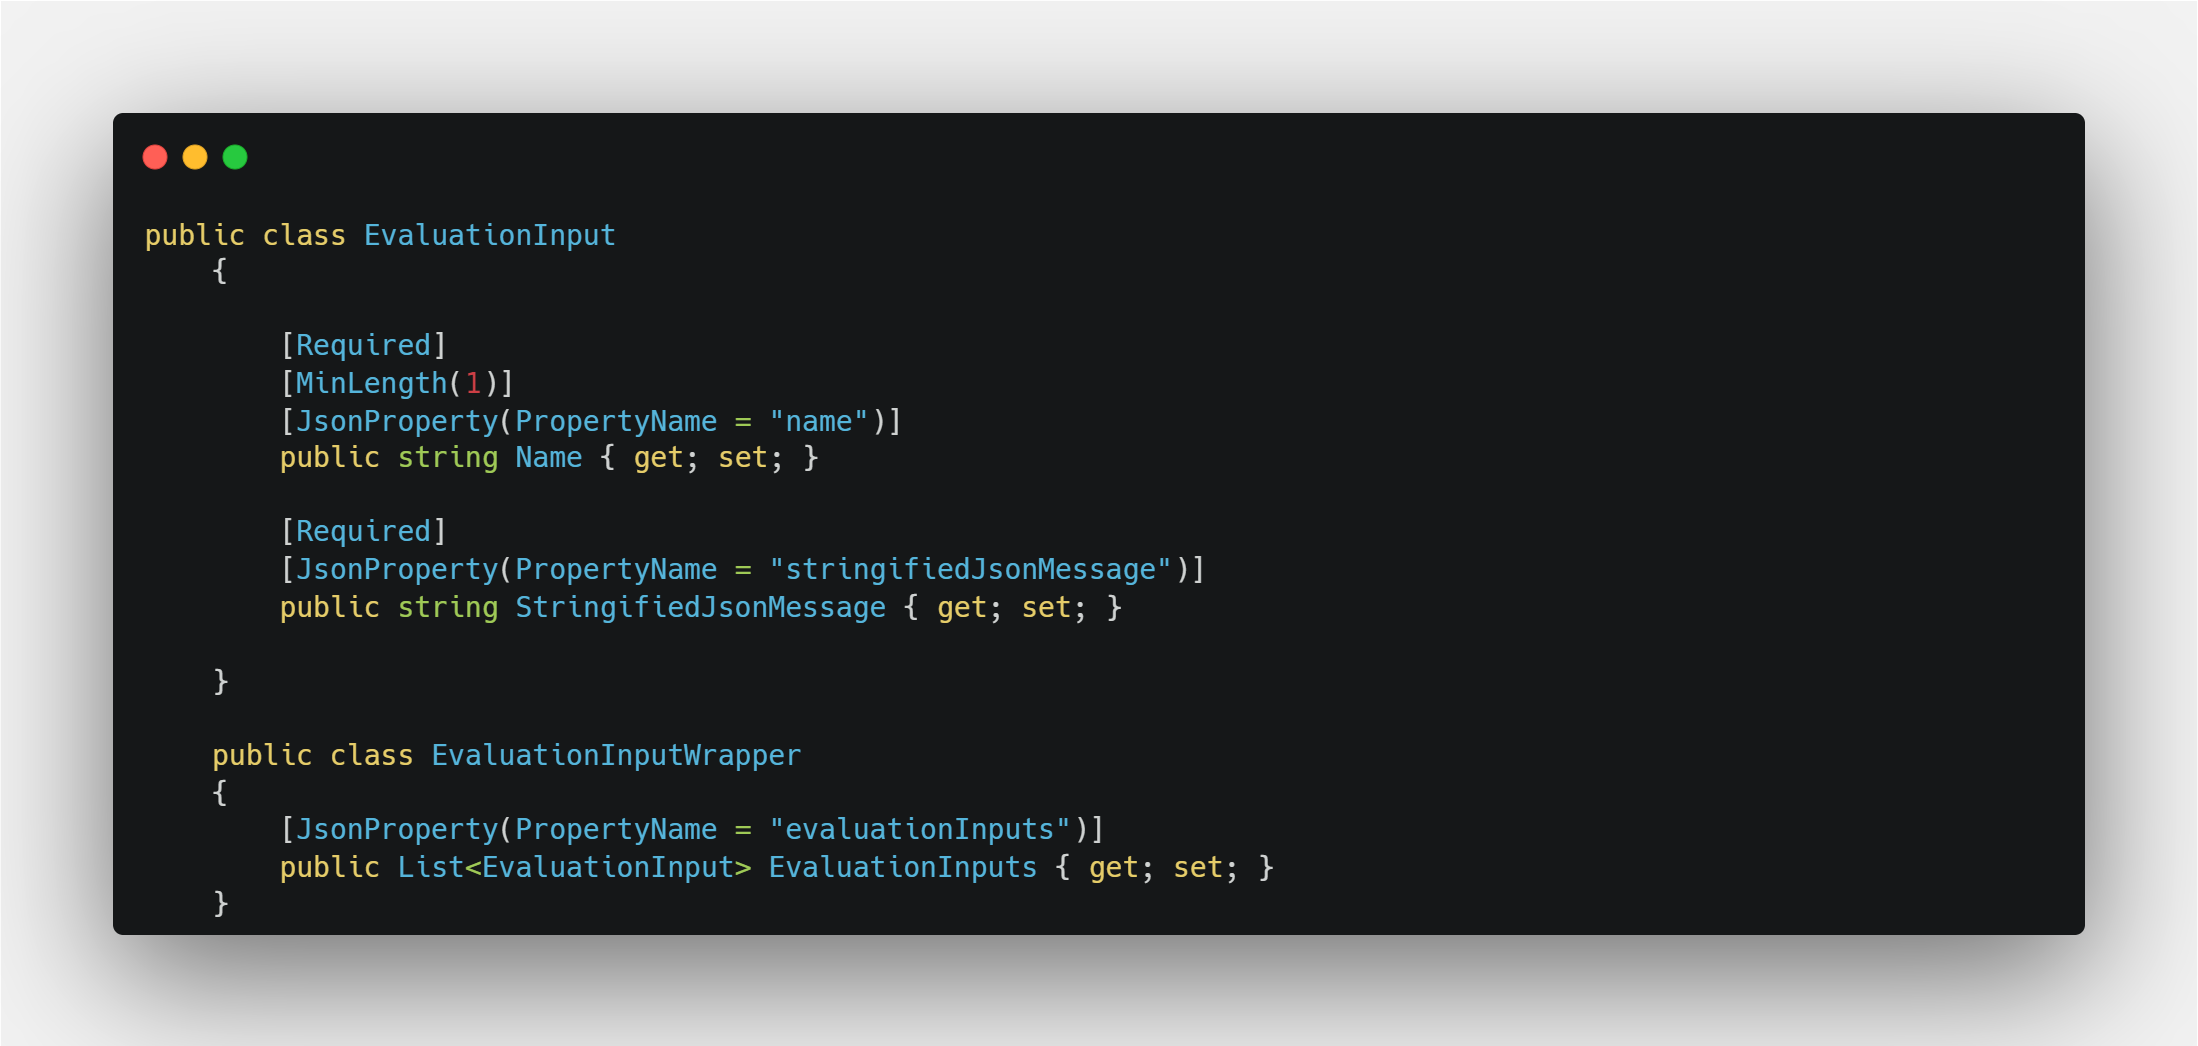 public class EvaluationInput
{
[Required]
[MinLength(1)]
[JsonProperty(PropertyName = "name")]
public string Name { get; set; }
[Required]
[JsonProperty(PropertyName = "stringifiedJsonMessage")]
public string StringifiedJsonMessage { get; set; }
}
public class EvaluationInputWrapper
{
[JsonProperty(PropertyName = "evaluationInputs")]
public List<EvaluationInput> EvaluationInputs { get; set; }
}